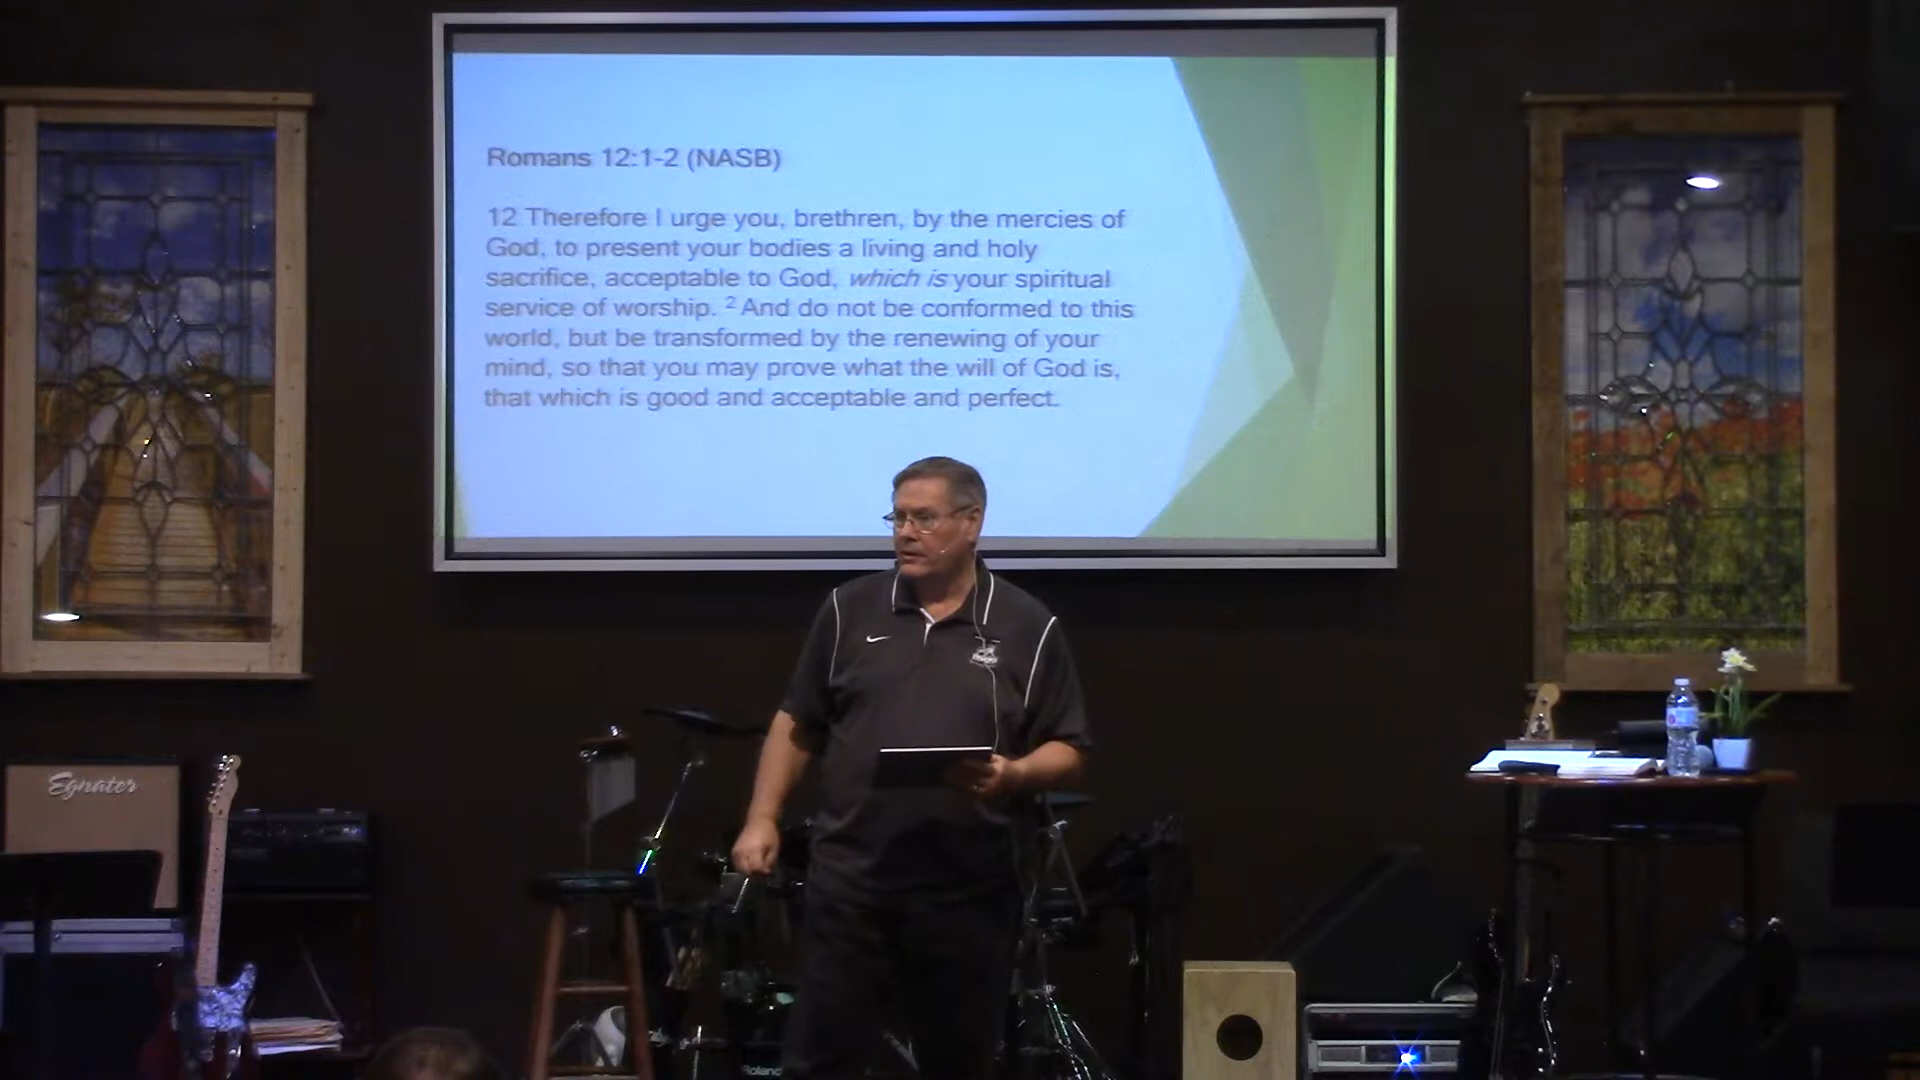 Romans 12:1-2 (NASB)
12 Therefore I urge you, brethren, by the mercies of
God, to present your bodies a living and holy
sacrifice, acceptable to God, which is your spiritual
service of worship. 2 And do not be conformed to this
world, but be transformed by the renewing of your
mind, so that you may prove what the will of God is,
that which is good and acceptable and perfect.
Egnater
Roland